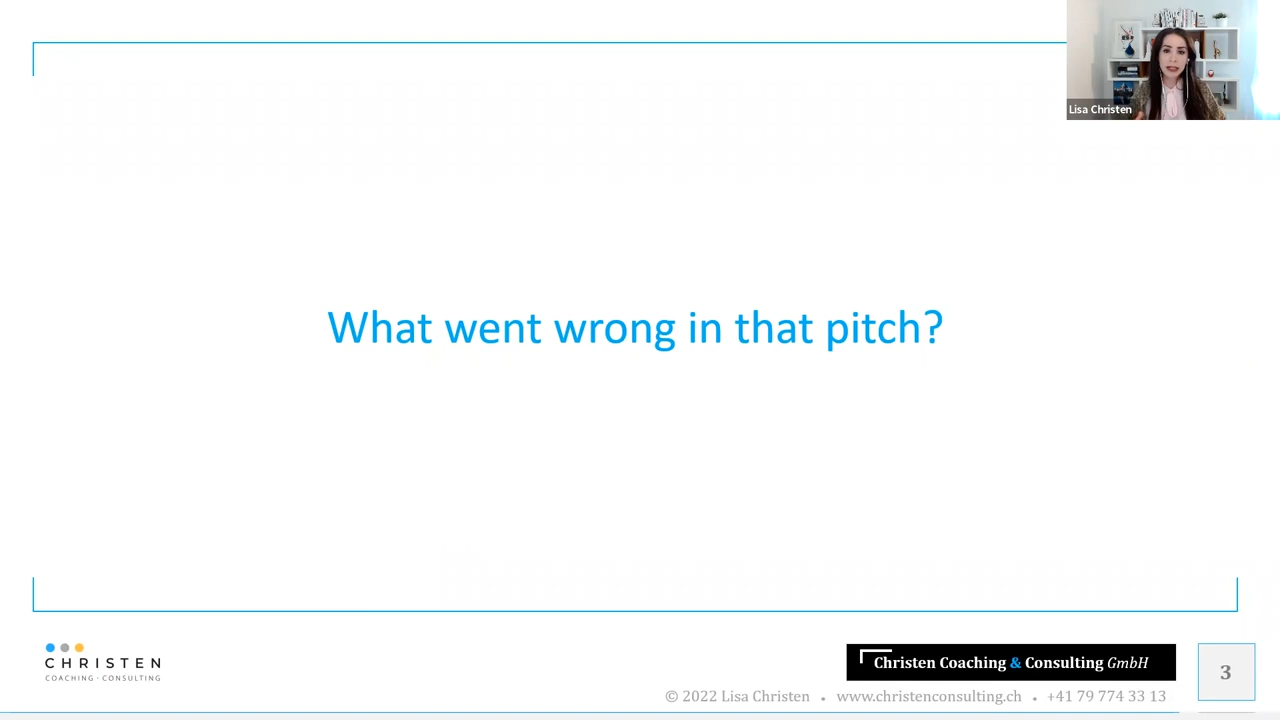 Lisa Christen
What went wrong in that pitch?
CHRISTEN
COACHING · CONSULTING
Christen Coaching & Consulting GmbH
© 2022 Lisa Christen • www.christenconsulting.ch • +41 79 774 33 13
3